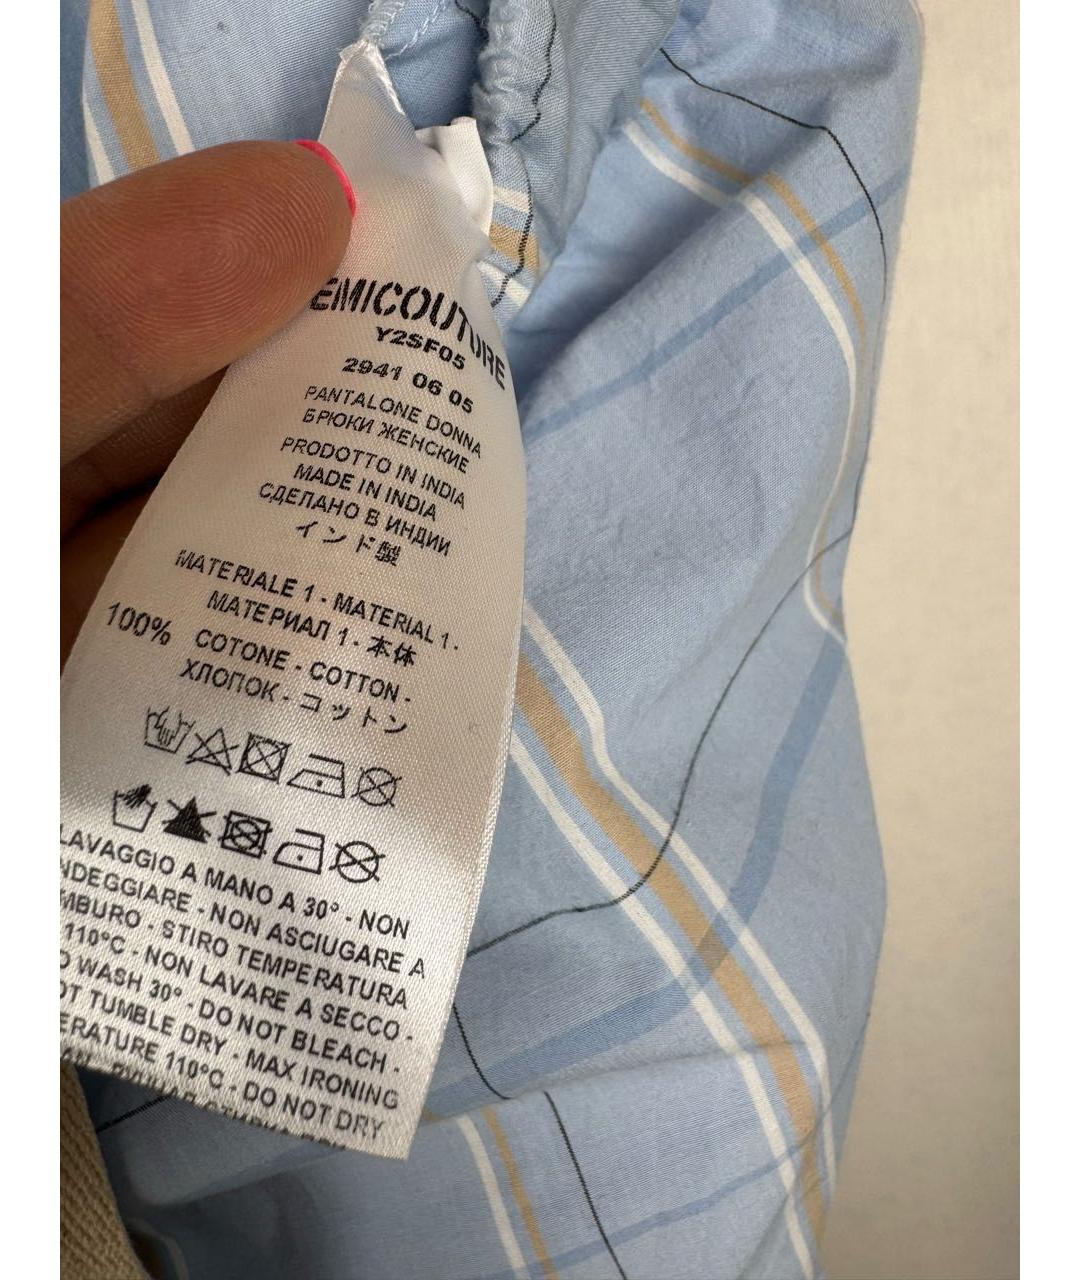 EMICOUTURE
Y2SF05
2941 06 05
PANTALONE DONNA
БРЮКИ ЖЕНСКИЕ
PRODOTTO IN INDIA
MADE IN INDIA
СДЕЛАНО В ИНДИИ
インド製
MATERIALE 1 - MATERIAL 1 -
МАТЕРИАЛ 1 - 本体
100% COTONE - COTTON -
ХЛОПОК - コットン
LAVAGGIO A MANO A 30° - NON
NDEGGIARE - NON ASCIUGARE A
MBURO - STIRO TEMPERATURA
110°C - NON LAVARE A SECCO -
WASH 30° - DO NOT BLEACH -
OT TUMBLE DRY - MAX IRONING
ERATURE 110°C - DO NOT DRY